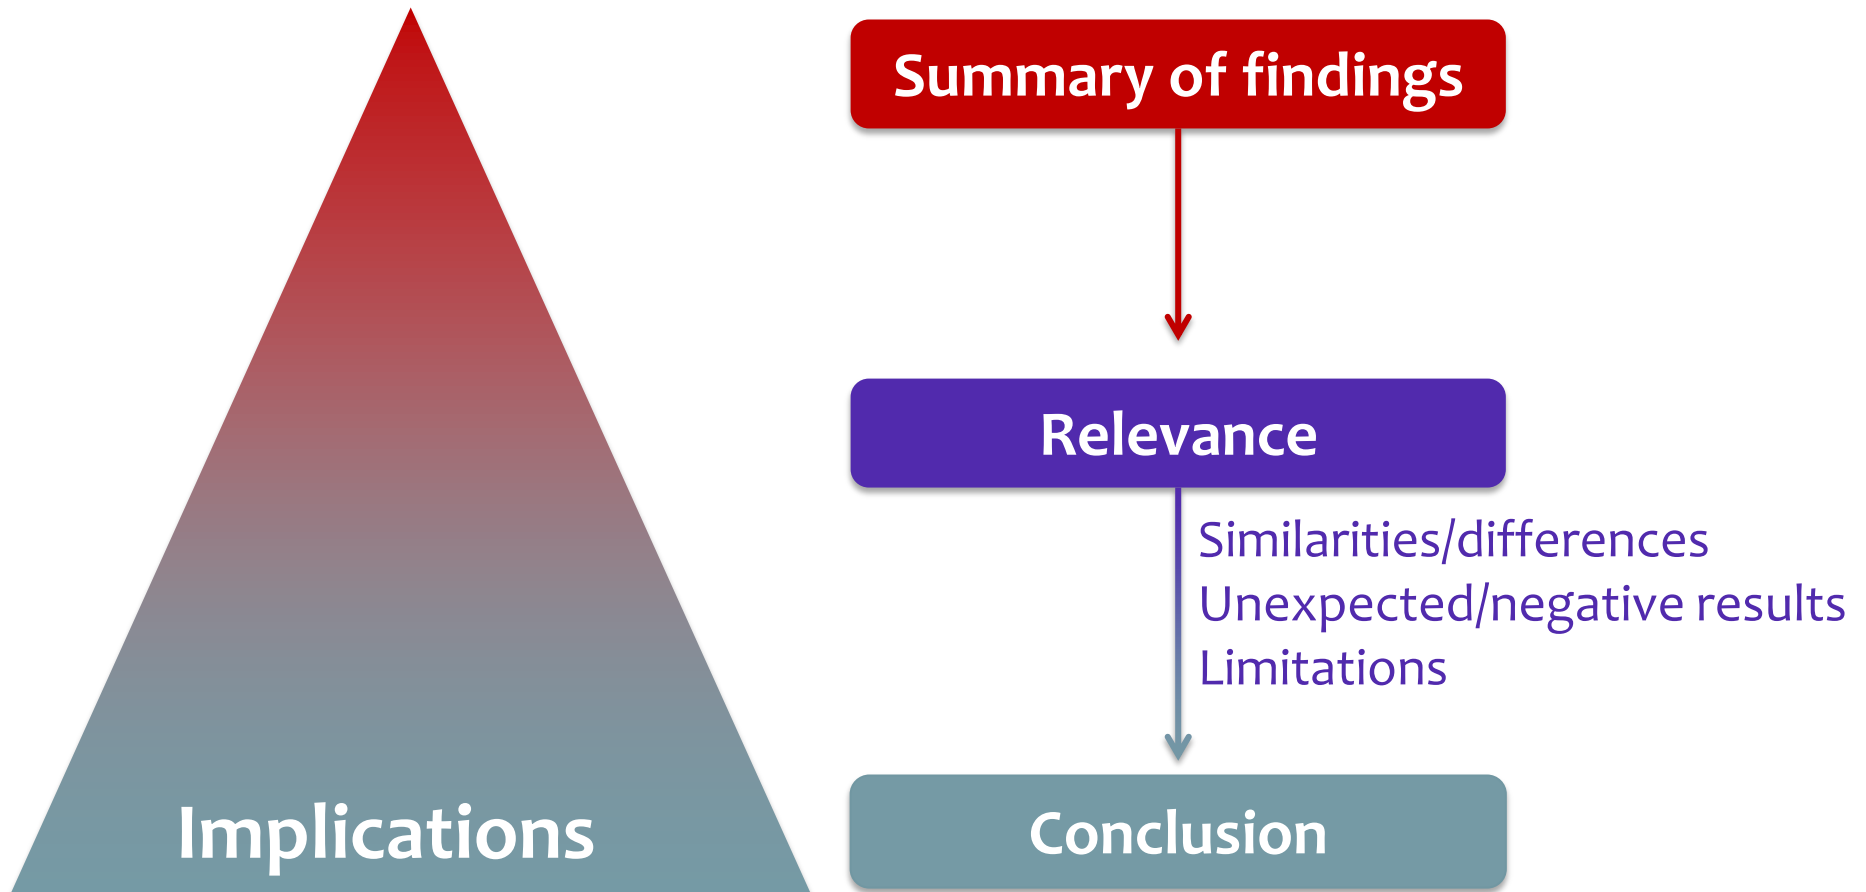 Summary of findings
Relevance
Similarities/differences
Unexpected/negative results
Limitations
Implications
Conclusion